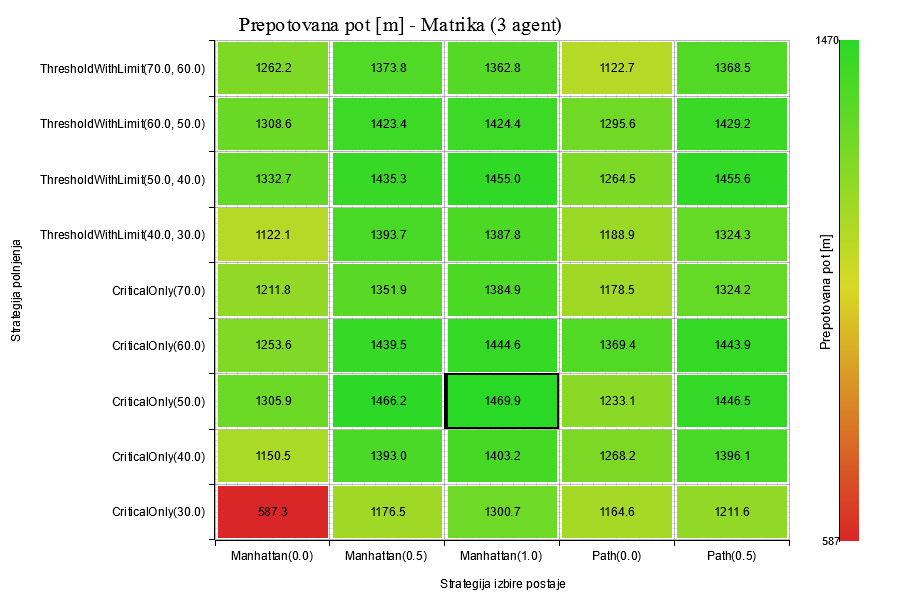 Prepotovana pot [m] - Matrika (3 agent)
1470
ThresholdWithLimit(70.0, 60.0) 1262.2 1373.8 1362.8 1122.7 1368.5
ThresholdWithLimit(60.0, 50.0) 1308.6 1423.4 1424.4 1295.6 1429.2
ThresholdWithLimit(50.0, 40.0) 1332.7 1435.3 1455.0 1264.5 1455.6
ThresholdWithLimit(40.0, 30.0) 1122.1 1393.7 1387.8 1188.9 1324.3
CriticalOnly(70.0) 1211.8 1351.9 1384.9 1178.5 1324.2
CriticalOnly(60.0) 1253.6 1439.5 1444.6 1369.4 1443.9
CriticalOnly(50.0) 1305.9 1466.2 1469.9 1233.1 1446.5
CriticalOnly(40.0) 1150.5 1393.0 1403.2 1268.2 1396.1
CriticalOnly(30.0) 587.3 1176.5 1300.7 1164.6 1211.6
587
Manhattan(0.0) Manhattan(0.5) Manhattan(1.0) Path(0.0) Path(0.5)
Strategija izbire postaje
Strategija polnjenja
Prepotovana pot [m]